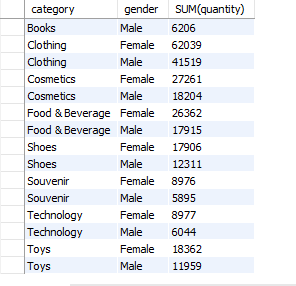 category gender SUM(quantity)
Books Male 6206
Clothing Female 62039
Clothing Male 41519
Cosmetics Female 27261
Cosmetics Male 18204
Food & Beverage Female 26362
Food & Beverage Male 17915
Shoes Female 17906
Shoes Male 12311
Souvenir Female 8976
Souvenir Male 5895
Technology Female 8977
Technology Male 6044
Toys Female 18362
Toys Male 11959